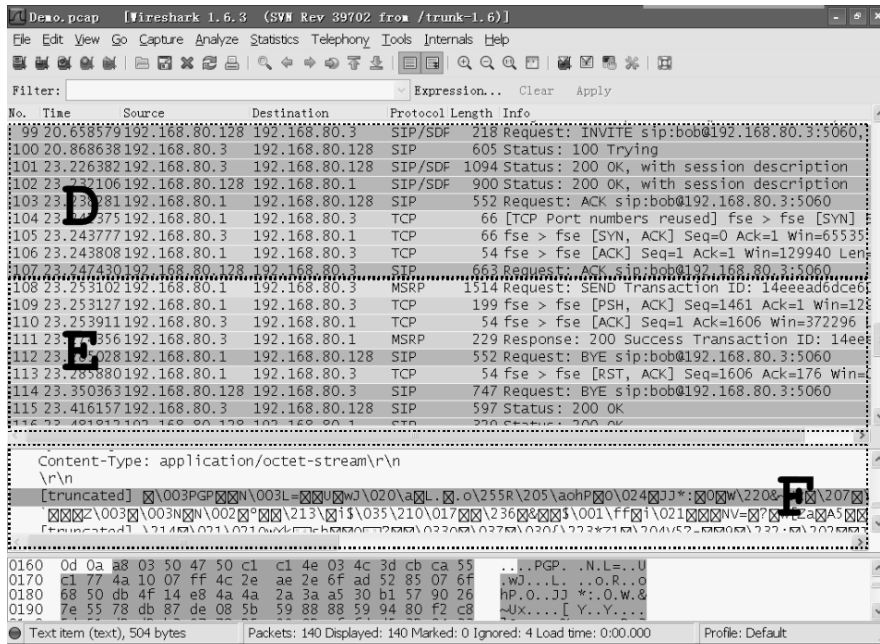 Demo.pcap [Wireshark 1.6.3 (SVN Rev 39702 from /trunk-1.6)]
File Edit View Go Capture Analyze Statistics Telephony Tools Internals Help
Filter: Expression... Clear Apply
No. Time Source Destination Protocol Length Info
99 20.658579 192.168.80.128 192.168.80.3 SIP/SDF 218 Request: INVITE sip:bob@192.168.80.3:5060,
100 20.868638 192.168.80.3 192.168.80.128 SIP 605 Status: 100 Trying
101 23.226382 192.168.80.3 192.168.80.128 SIP/SDF 1094 Status: 200 OK, with session description
102 192.168.80.128 192.168.80.1 SIP/SDF 900 Status: 200 OK, with session description
103 192.168.80.1 192.168.80.128 SIP 552 Request: ACK sip:bob@192.168.80.3:5060
D
104 192.168.80.1 192.168.80.3 TCP 66 [TCP Port numbers reused] fse > fse [SYN]
105 23.243777 192.168.80.3 192.168.80.1 TCP 66 fse > fse [SYN, ACK] Seq=0 Ack=1 Win=65535
106 23.243808 192.168.80.1 192.168.80.3 TCP 54 fse > fse [ACK] Seq=1 Ack=1 Win=129940
107 23.247430 192.168.80.128 192.168.80.3 SIP 663 Request: ACK sip:bob@192.168.80.3:5060
108 23.253102 192.168.80.1 192.168.80.3 MSRP 1514 Request: SEND Transaction ID:
109 23.253127 192.168.80.1 192.168.80.3 TCP 199 fse > fse [PSH, ACK] Seq=1461 Ack=1
110 23.253911 192.168.80.3 192.168.80.1 TCP 54 fse > fse [ACK] Seq=1 Ack=1606 Win=372296
111 192.168.80.3 192.168.80.1 MSRP 229 Response: 200 Success Transaction ID:
E
112 192.168.80.1 192.168.80.128 SIP 552 Request: BYE sip:bob@192.168.80.3:5060
113 23.285880 192.168.80.1 192.168.80.3 TCP 54 fse > fse [RST, ACK] Seq=1606 Ack=176
114 23.350363 192.168.80.128 192.168.80.3 SIP 747 Request: BYE sip:bob@192.168.80.3:5060
115 23.416157 192.168.80.3 192.168.80.128 SIP 597 Status: 200 OK
Content-Type: application/octet-stream\r\n
\r\n
F
[truncated]
0160 0d 0a a8 03 50 47 50 c1 c1 4e 03 4c 3d cb ca 55 ....PGP. .N.L=..U
0170 c1 77 4a 10 07 ff 4c 2e ae 2e 6f ad 52 85 07 6f .wJ...L. ..o.R..o
0180 68 50 db 4f 14 e8 4a 4a 2a 3a a5 30 b1 57 90 26 hP.O..JJ *:.0.W.&
0190 7e 55 78 db 87 de 08 5b 59 88 88 59 94 80 f2 c8 ~Ux....[ Y..Y....
Text item (text), 504 bytes Packets: 140 Displayed: 140 Marked: 0 Ignored: 4 Load time: 0:00.000 Profile: Default